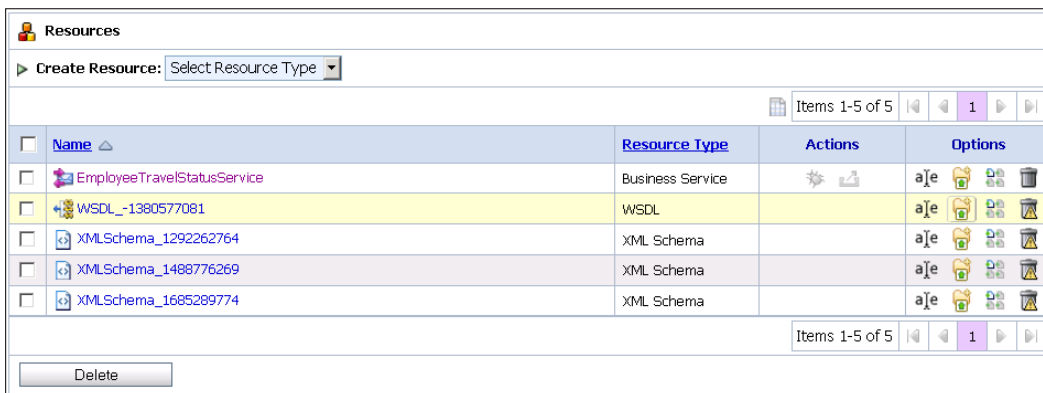 Resources
Create Resource: Select Resource Type
Items 1-5 of 5 1
Name Resource Type Actions Options
EmployeeTravelStatusService Business Service a e
WSDL_-1380577081 WSDL a e
XMLSchema_1292262764 XML Schema a e
XMLSchema_1488776269 XML Schema a e
XMLSchema_1685289774 XML Schema a e
Items 1-5 of 5 1
Delete